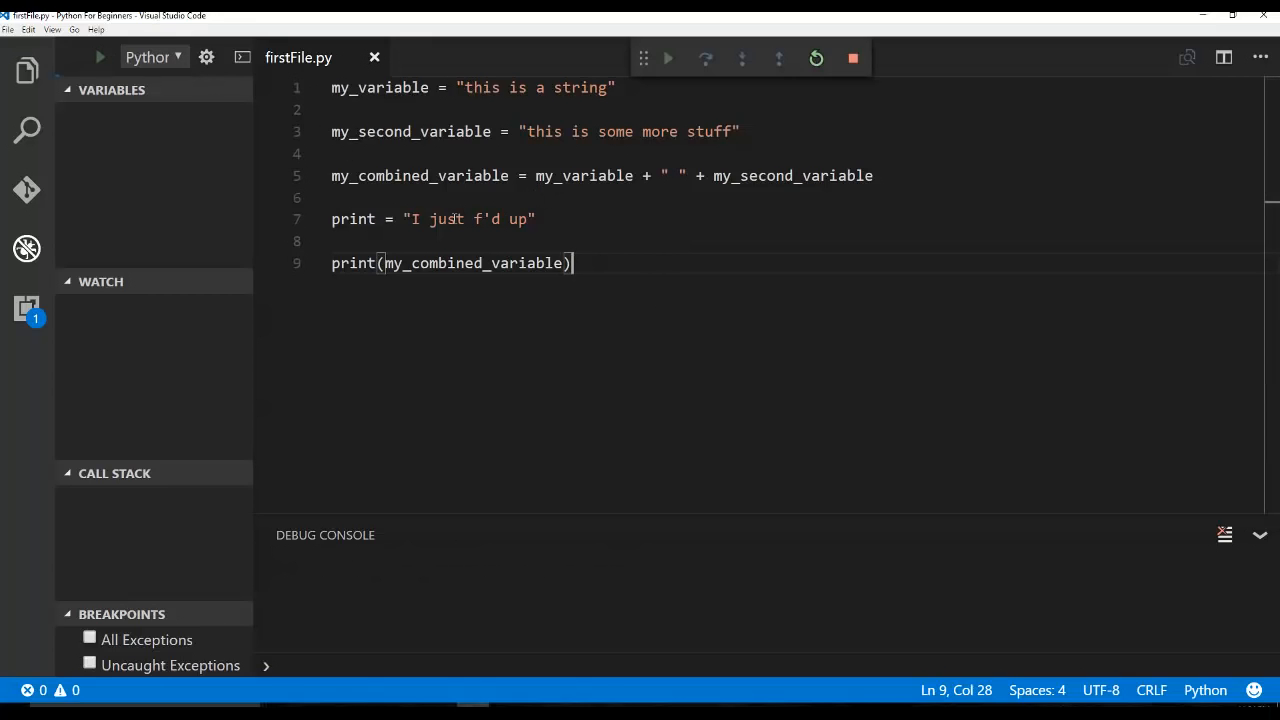 firstFile.py - Python For Beginners - Visual Studio Code
File Edit View Go Help
Python
firstFile.py
VARIABLES
WATCH
CALL STACK
BREAKPOINTS
All Exceptions
Uncaught Exceptions
1 my_variable = "this is a string"
2
3 my_second_variable = "this is some more stuff"
4
5 my_combined_variable = my_variable + " " + my_second_variable
6
7 print = "I just f'd up"
8
9 print(my_combined_variable)
DEBUG CONSOLE
1
0 0
Ln 9, Col 28 Spaces: 4 UTF-8 CRLF Python